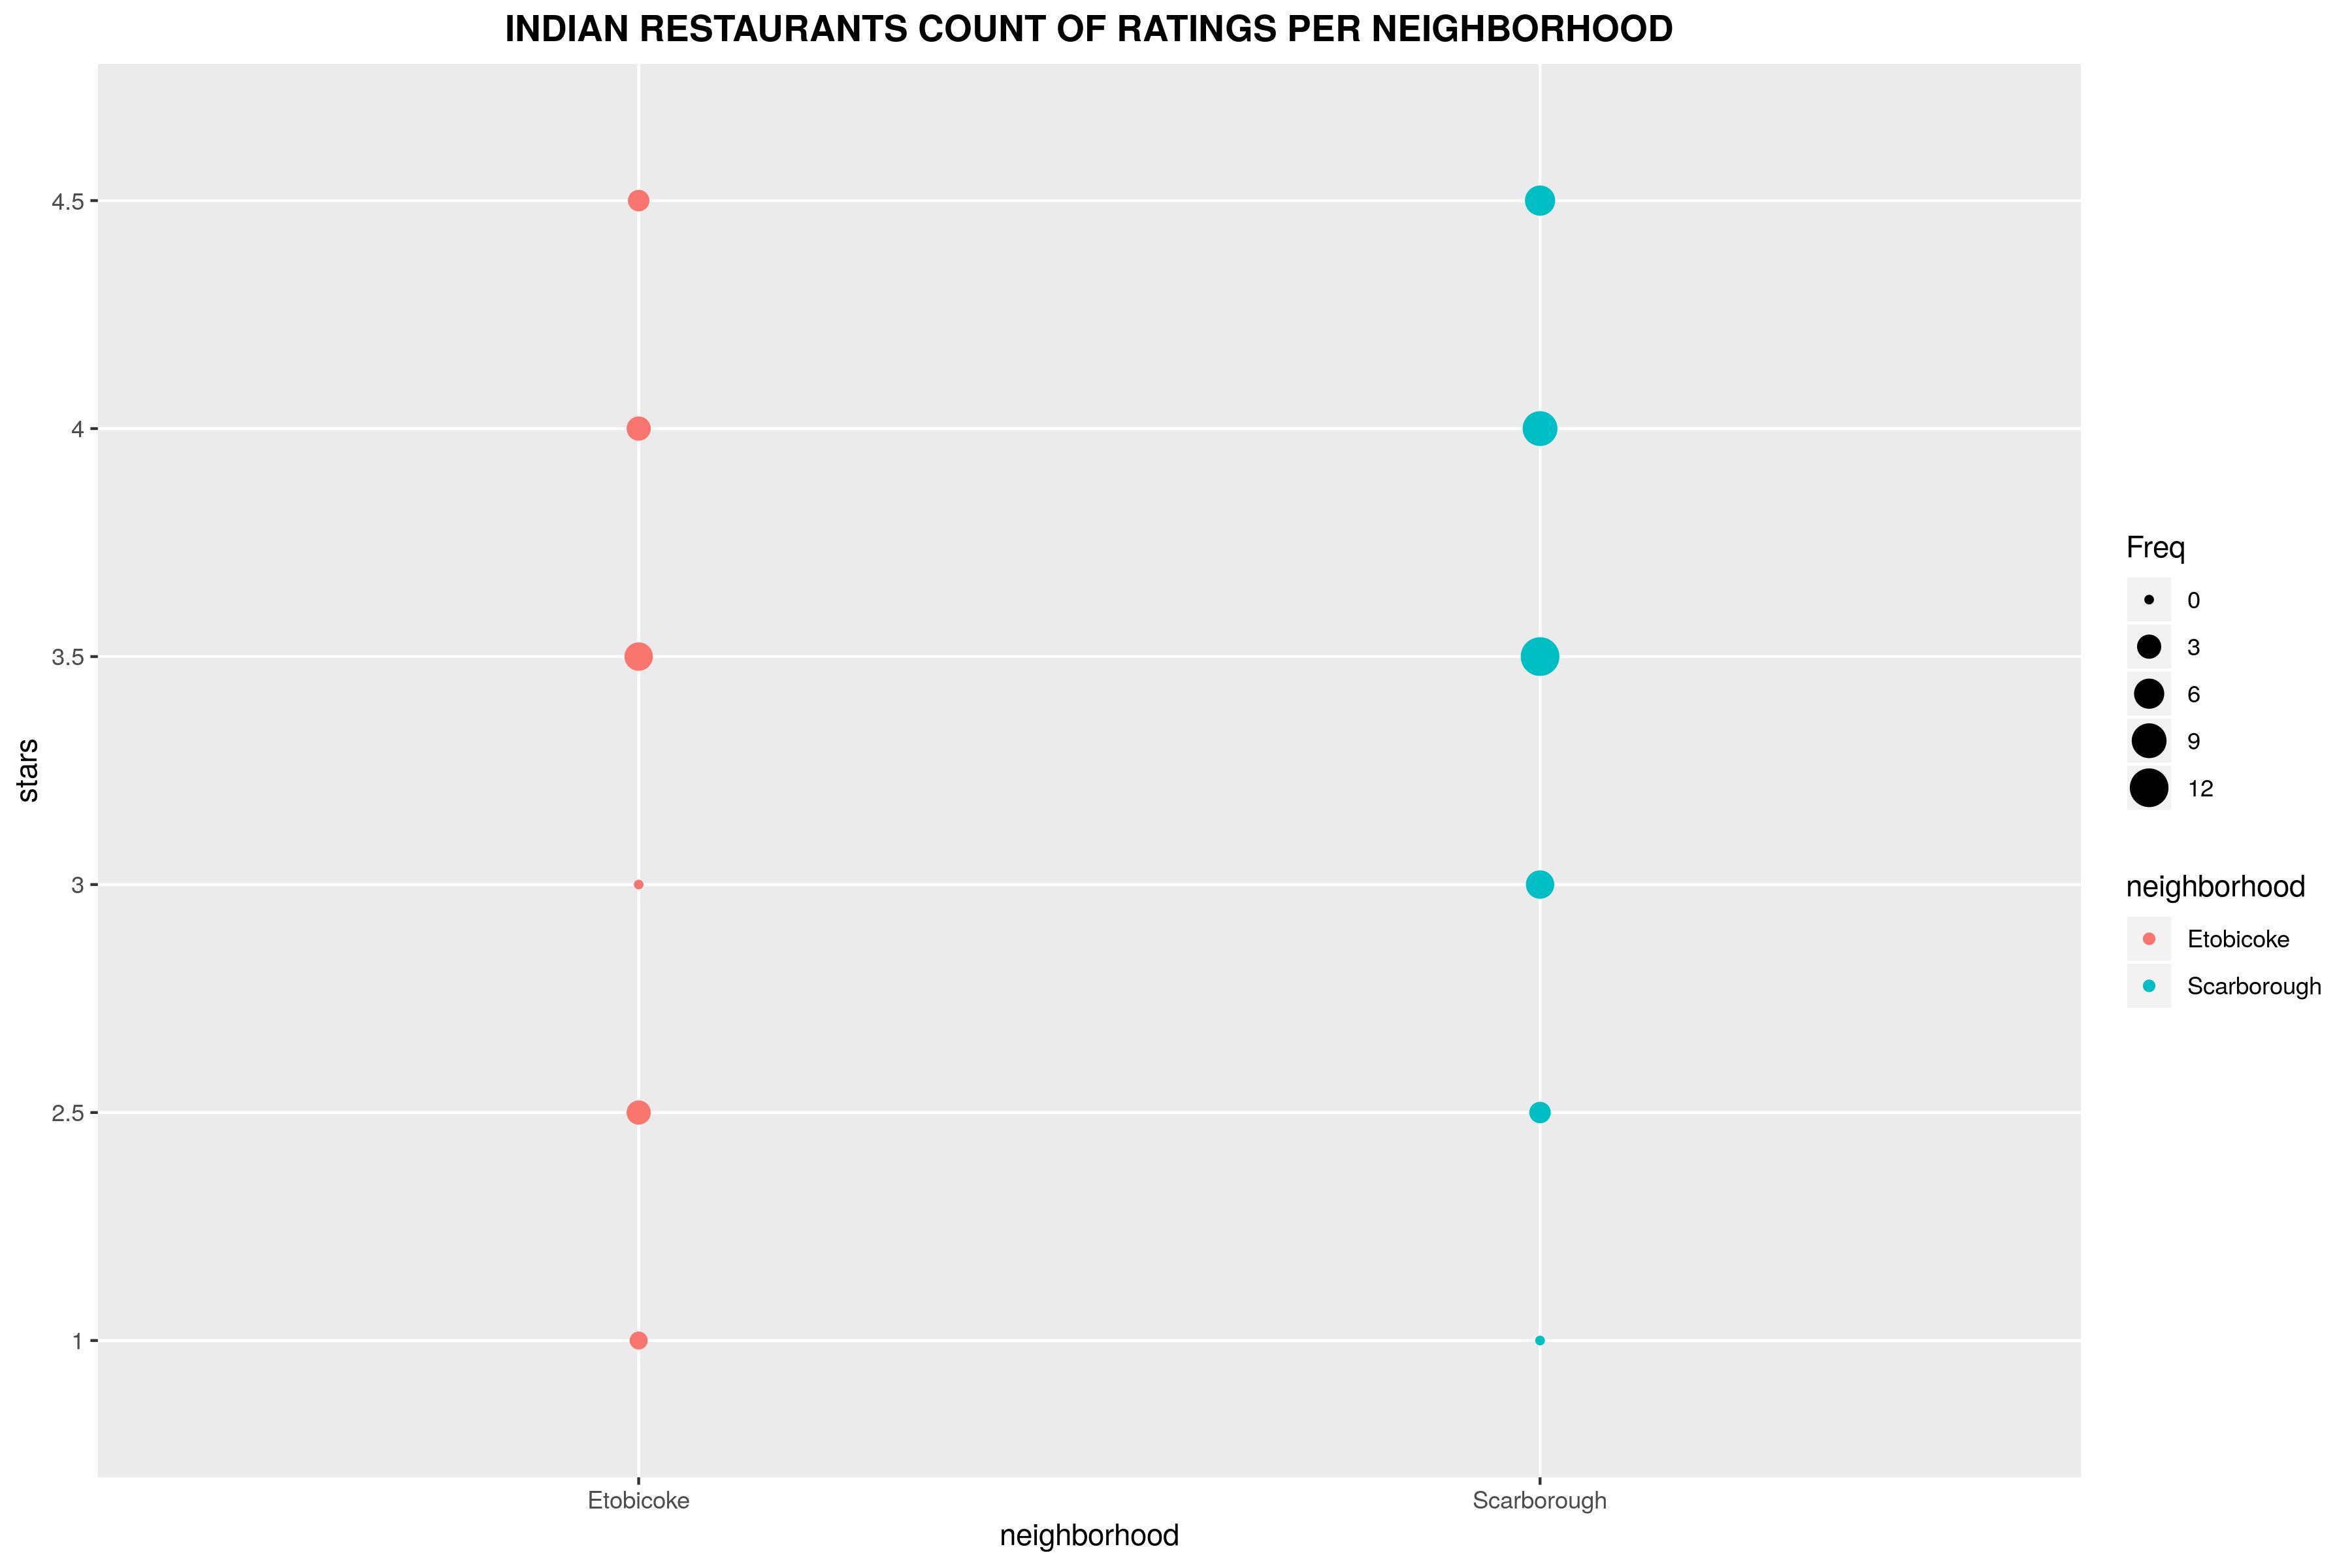 INDIAN RESTAURANTS COUNT OF RATINGS PER NEIGHBORHOOD
stars
4.5
4
3.5
3
2.5
1
Etobicoke
Scarborough
neighborhood
Freq
0
3
6
9
12
neighborhood
Etobicoke
Scarborough